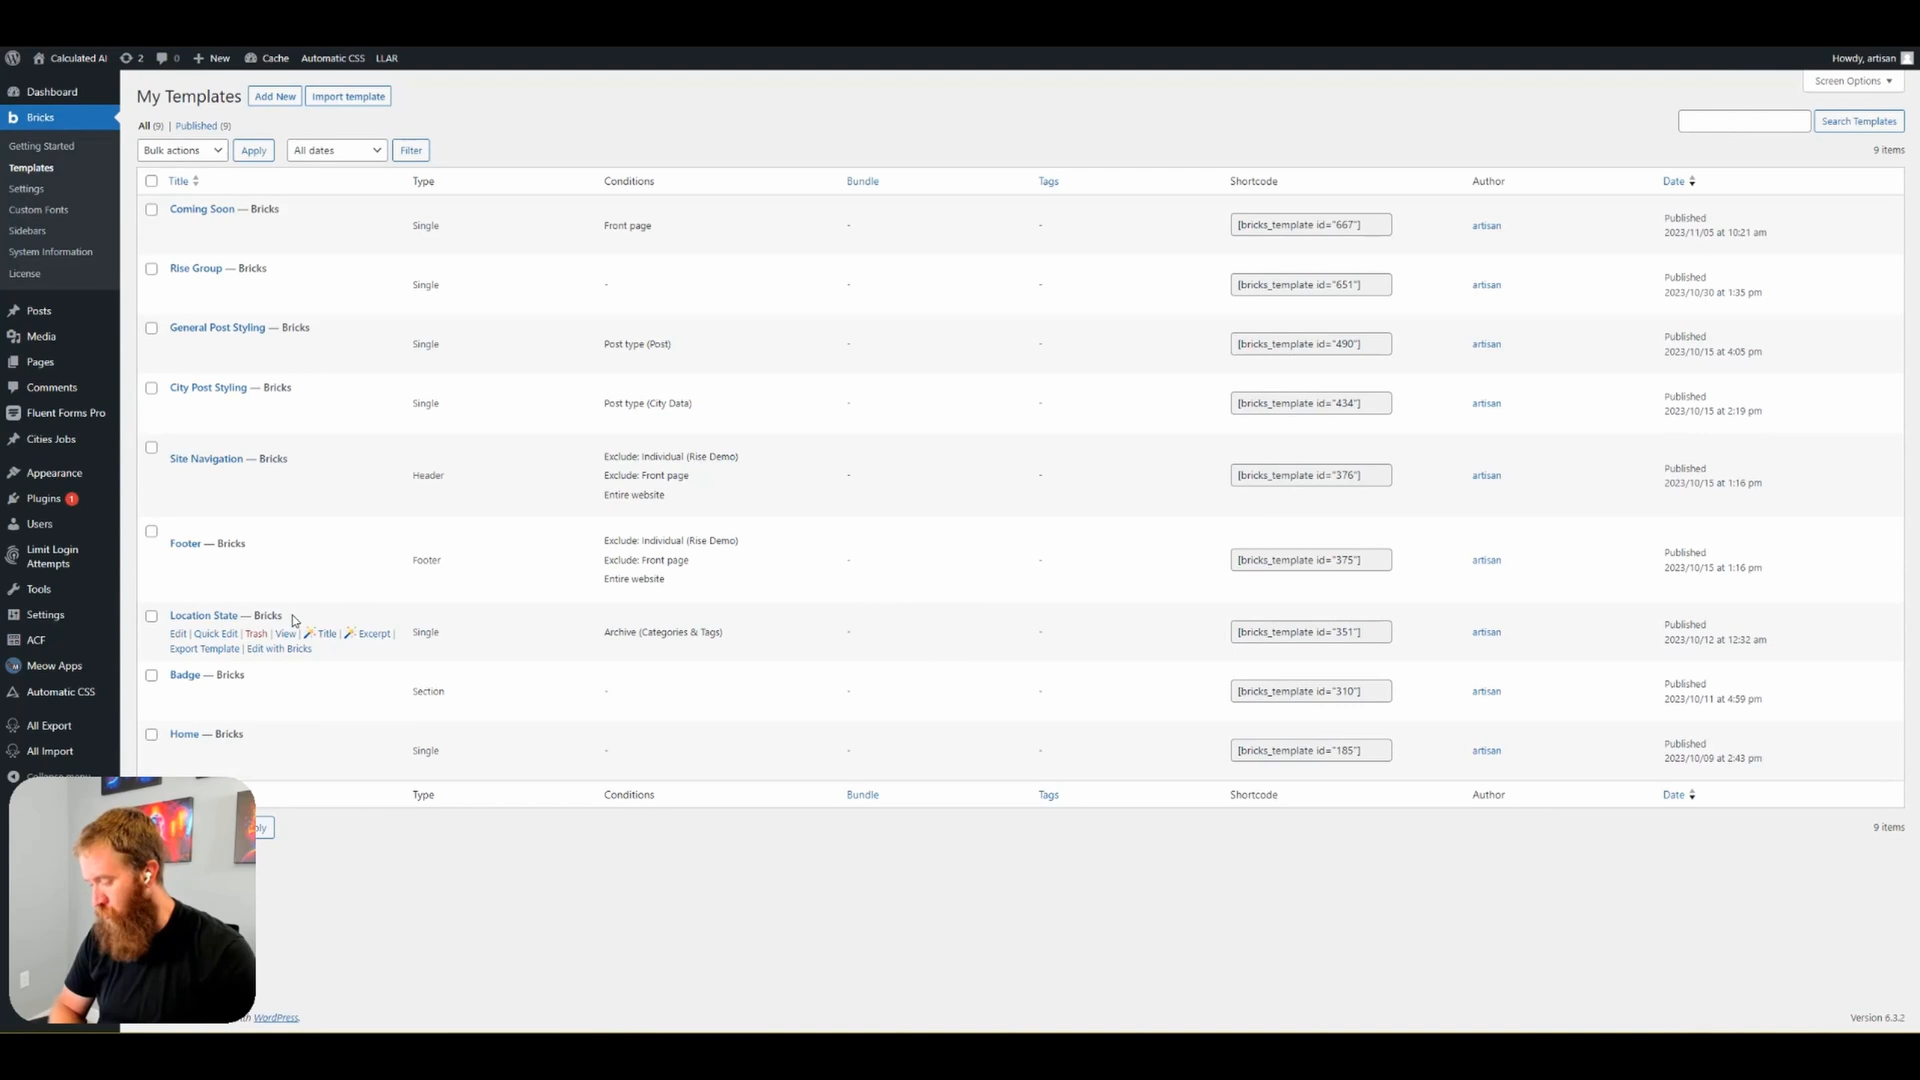 Calculated AI 2 0 New Cache Automatic CSS LLAR Howdy, artisan
Screen Options
Dashboard
Bricks
Getting Started
Templates
Settings
Custom Fonts
Sidebars
System Information
License
Posts
Media
Pages
Comments
Fluent Forms Pro
Cities Jobs
Appearance
Plugins 1
Users
Limit Login
Attempts
Tools
Settings
ACF
Meow Apps
Automatic CSS
All Export
All Import
Collapse menu
My Templates Add New Import template
All (9) | Published (9)
Search Templates
Bulk actions Apply All dates Filter
9 items
Title Type Conditions Bundle Tags Shortcode Author Date
Coming Soon — Bricks
Single Front page - - [bricks_template id="667"] artisan
Published
2023/11/05 at 10:21 am
Rise Group — Bricks
Single - - - [bricks_template id="651"] artisan
Published
2023/10/30 at 1:35 pm
General Post Styling — Bricks
Single Post type (Post) - - [bricks_template id="490"] artisan
Published
2023/10/15 at 4:05 pm
City Post Styling — Bricks
Single Post type (City Data) - - [bricks_template id="434"] artisan
Published
2023/10/15 at 2:19 pm
Site Navigation — Bricks
Header
Exclude: Individual (Rise Demo)
Exclude: Front page
Entire website
- - [bricks_template id="376"] artisan
Published
2023/10/15 at 1:16 pm
Footer — Bricks
Footer
Exclude: Individual (Rise Demo)
Exclude: Front page
Entire website
- - [bricks_template id="375"] artisan
Published
2023/10/15 at 1:16 pm
Location State — Bricks
Edit | Quick Edit | Trash | View | Title | Excerpt |
Export Template | Edit with Bricks
Single Archive (Categories & Tags) - - [bricks_template id="351"] artisan
Published
2023/10/12 at 12:32 am
Badge — Bricks
Section - - - [bricks_template id="310"] artisan
Published
2023/10/11 at 4:59 pm
Home — Bricks
Single - - - [bricks_template id="185"] artisan
Published
2023/10/09 at 2:43 pm
Type Conditions Bundle Tags Shortcode Author Date
9 items
WordPress.
Version 6.3.2